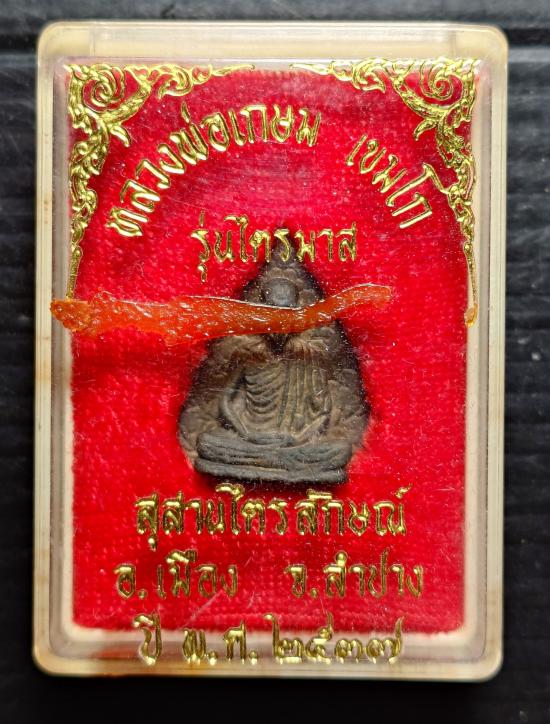 หลวงพ่อเกษม เขมโก
รุ่นไตรมาส
สุสานไตรลักษณ์
อ.เมือง จ.ลำปาง
ปี พ.ศ. ๒๕๓๗